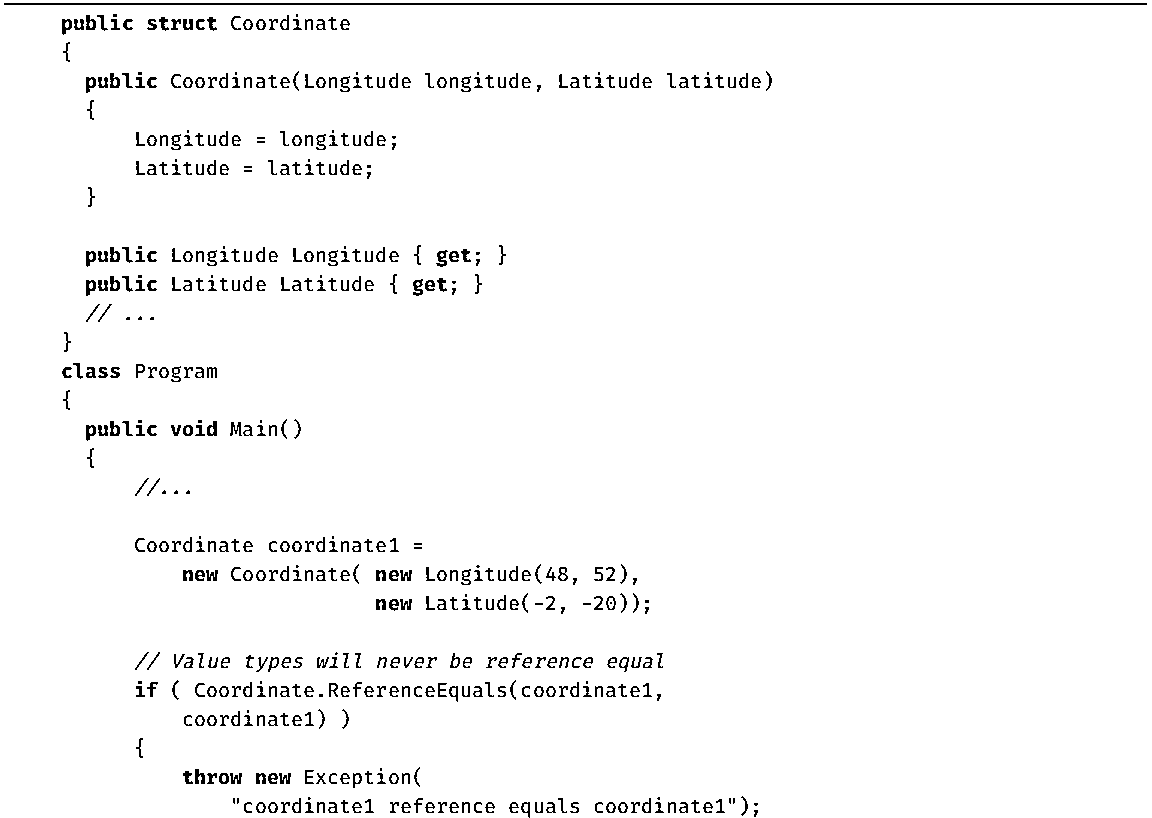 public struct Coordinate
{
  public Coordinate(Longitude longitude, Latitude latitude)
  {
      Longitude = longitude;
      Latitude = latitude;
  }

  public Longitude Longitude { get; }
  public Latitude Latitude { get; }
  // ...
}
class Program
{
  public void Main()
  {
      //...

      Coordinate coordinate1 =
          new Coordinate( new Longitude(48, 52),
                          new Latitude(-2, -20));

      // Value types will never be reference equal
      if ( Coordinate.ReferenceEquals(coordinate1,
          coordinate1) )
      {
          throw new Exception(
              "coordinate1 reference equals coordinate1");